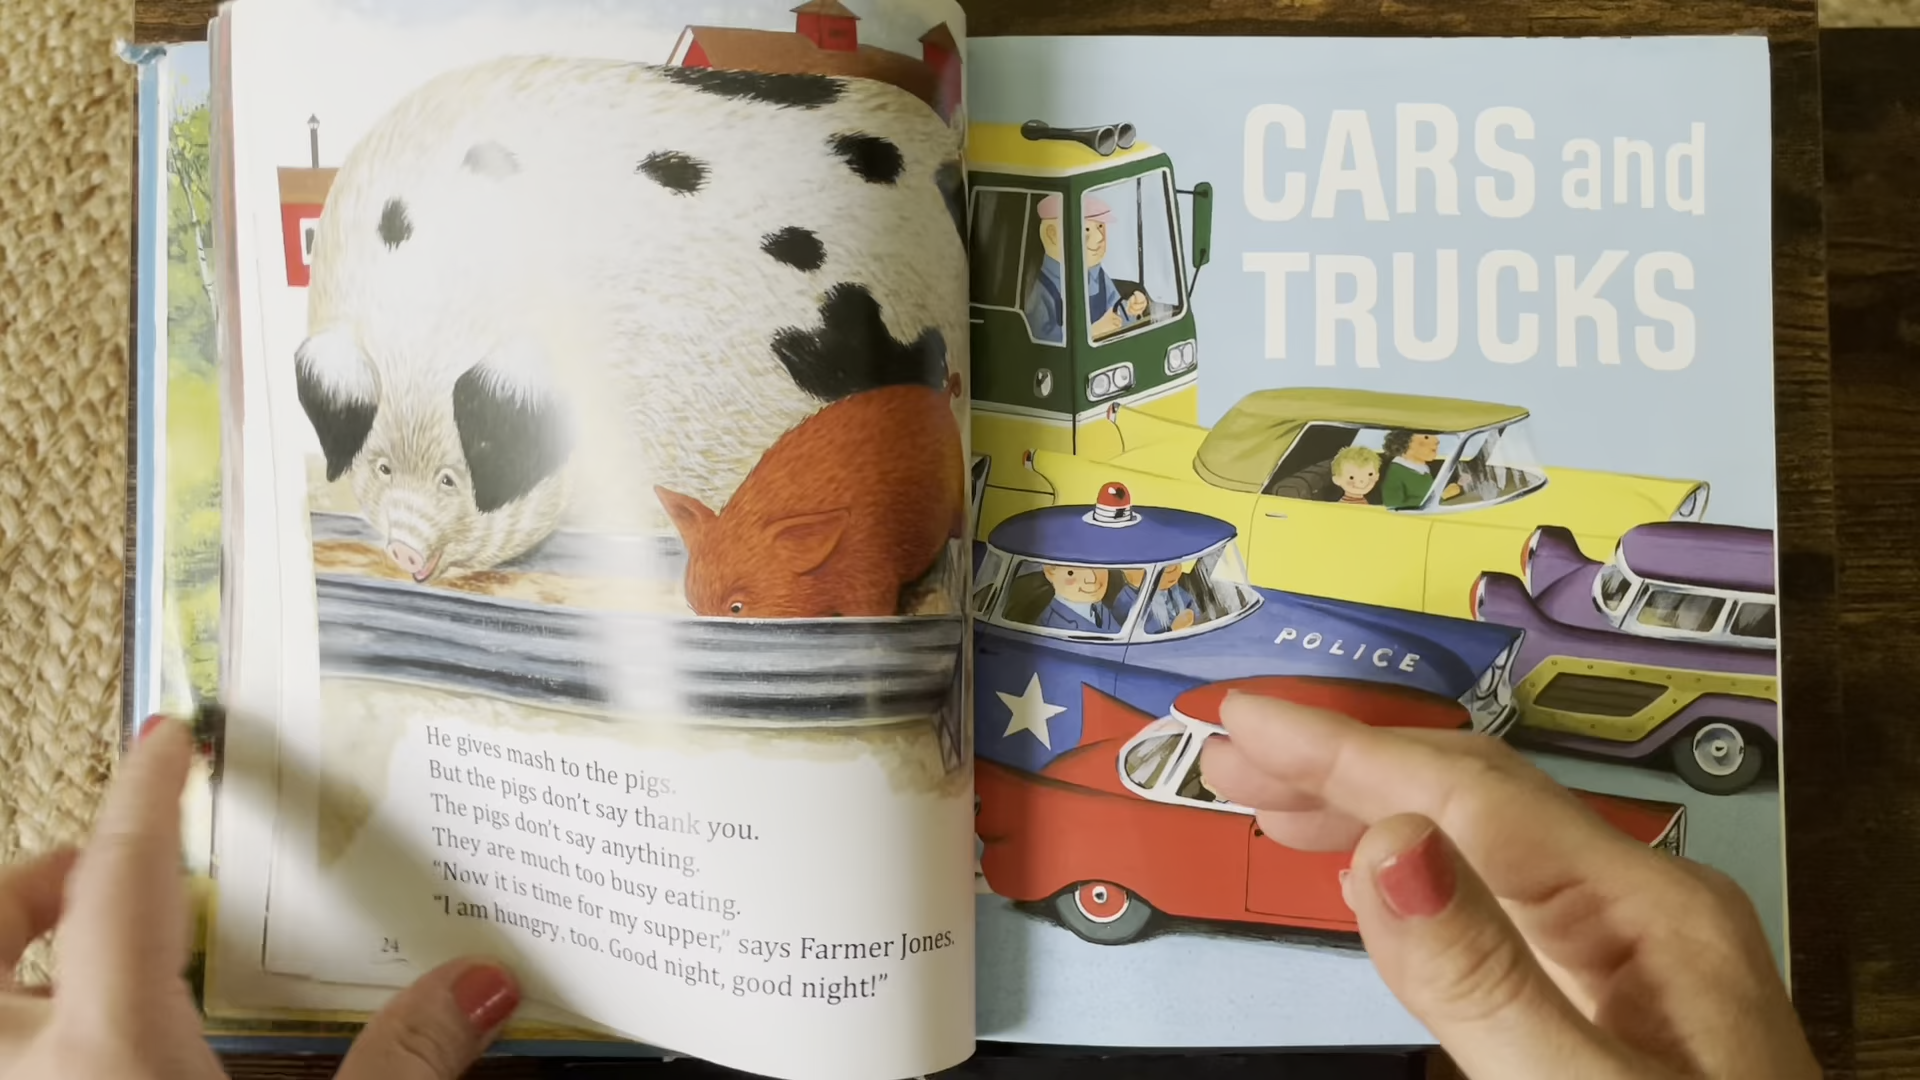 He gives mash to the pigs.
But the pigs don't say thank you.
The pigs don't say anything.
They are much too busy eating.
“Now it is time for my supper,” says Farmer Jones.
“I am hungry, too. Good night, good night!”
24
CARS and
TRUCKS
POLICE